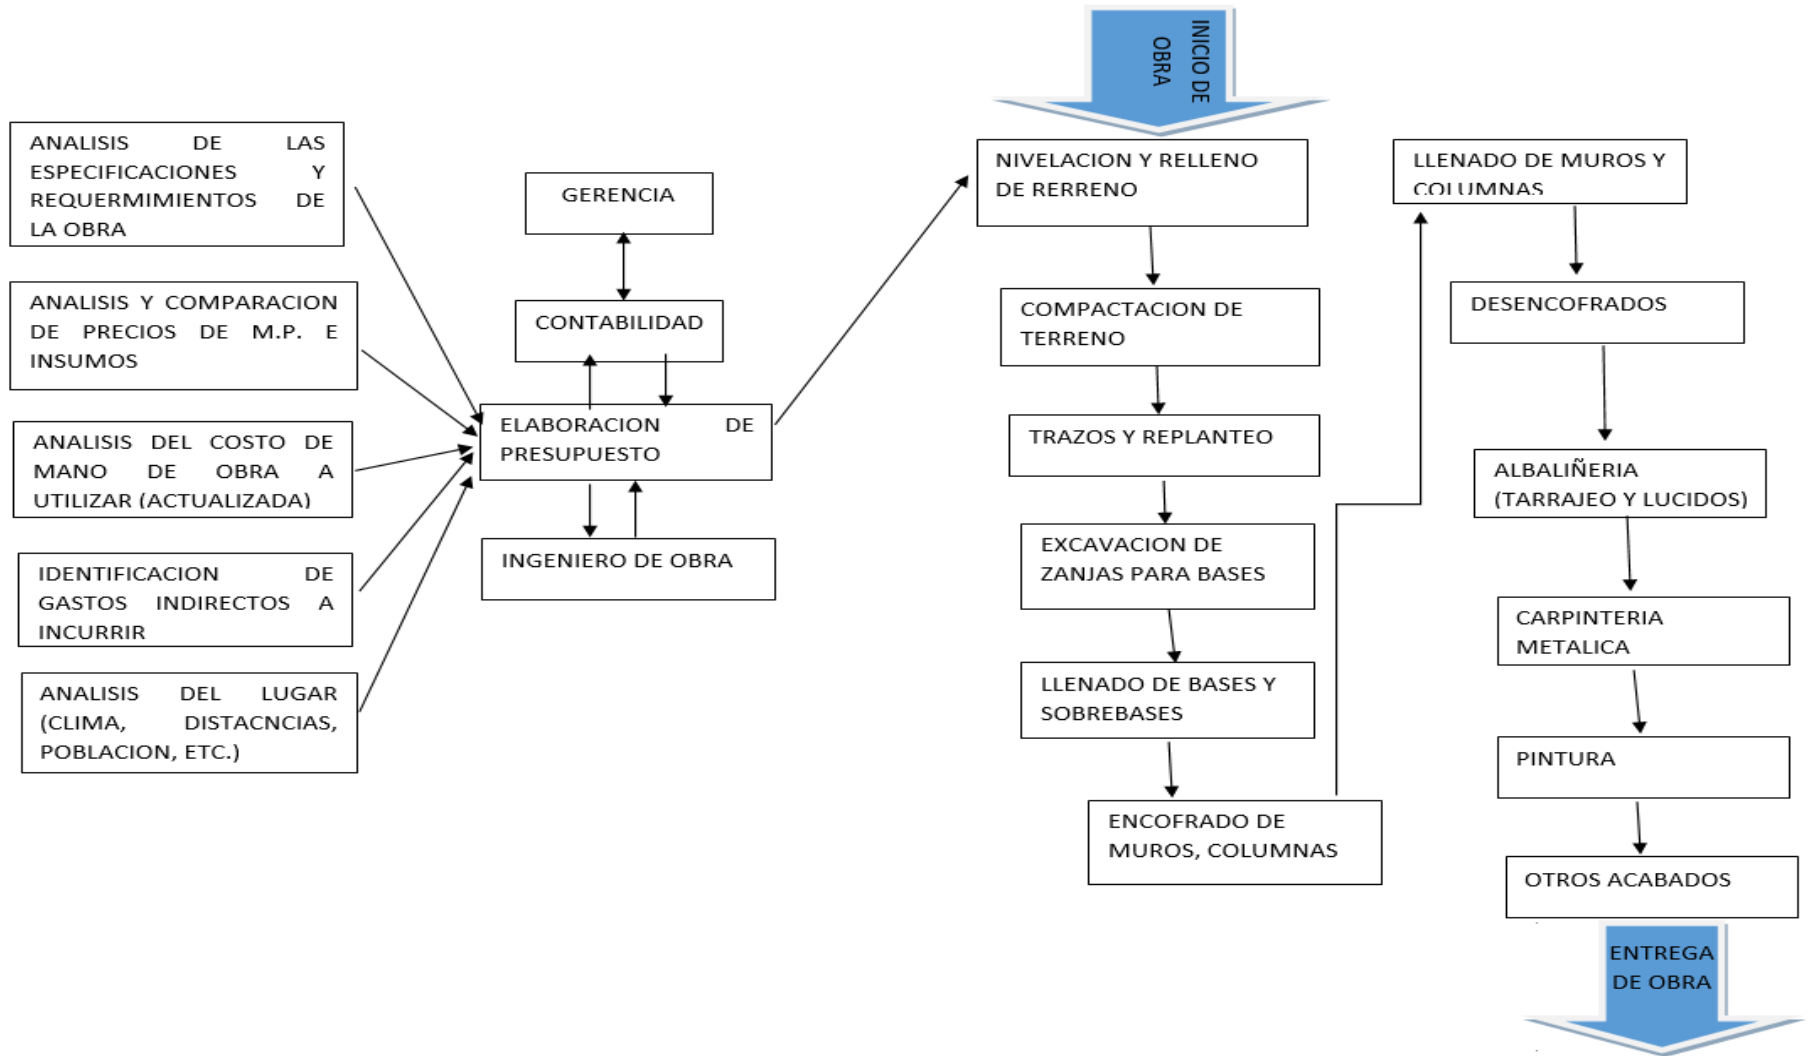 INICIO DE
OBRA
ANALISIS DE LAS
ESPECIFICACIONES Y
REQUERMIMIENTOS DE
LA OBRA
ANALISIS Y COMPARACION
DE PRECIOS DE M.P. E
INSUMOS
ANALISIS DEL COSTO DE
MANO DE OBRA A
UTILIZAR (ACTUALIZADA)
IDENTIFICACION DE
GASTOS INDIRECTOS A
INCURRIR
ANALISIS DEL LUGAR
(CLIMA, DISTACNCIAS,
POBLACION, ETC.)
GERENCIA
CONTABILIDAD
ELABORACION DE
PRESUPUESTO
INGENIERO DE OBRA
NIVELACION Y RELLENO
DE RERRENO
COMPACTACION DE
TERRENO
TRAZOS Y REPLANTEO
EXCAVACION DE
ZANJAS PARA BASES
LLENADO DE BASES Y
SOBREBASES
ENCOFRADO DE
MUROS, COLUMNAS
LLENADO DE MUROS Y
COLUMNAS
DESENCOFRADOS
ALBALIÑERIA
(TARRAJEO Y LUCIDOS)
CARPINTERIA
METALICA
PINTURA
OTROS ACABADOS
ENTREGA
DE OBRA